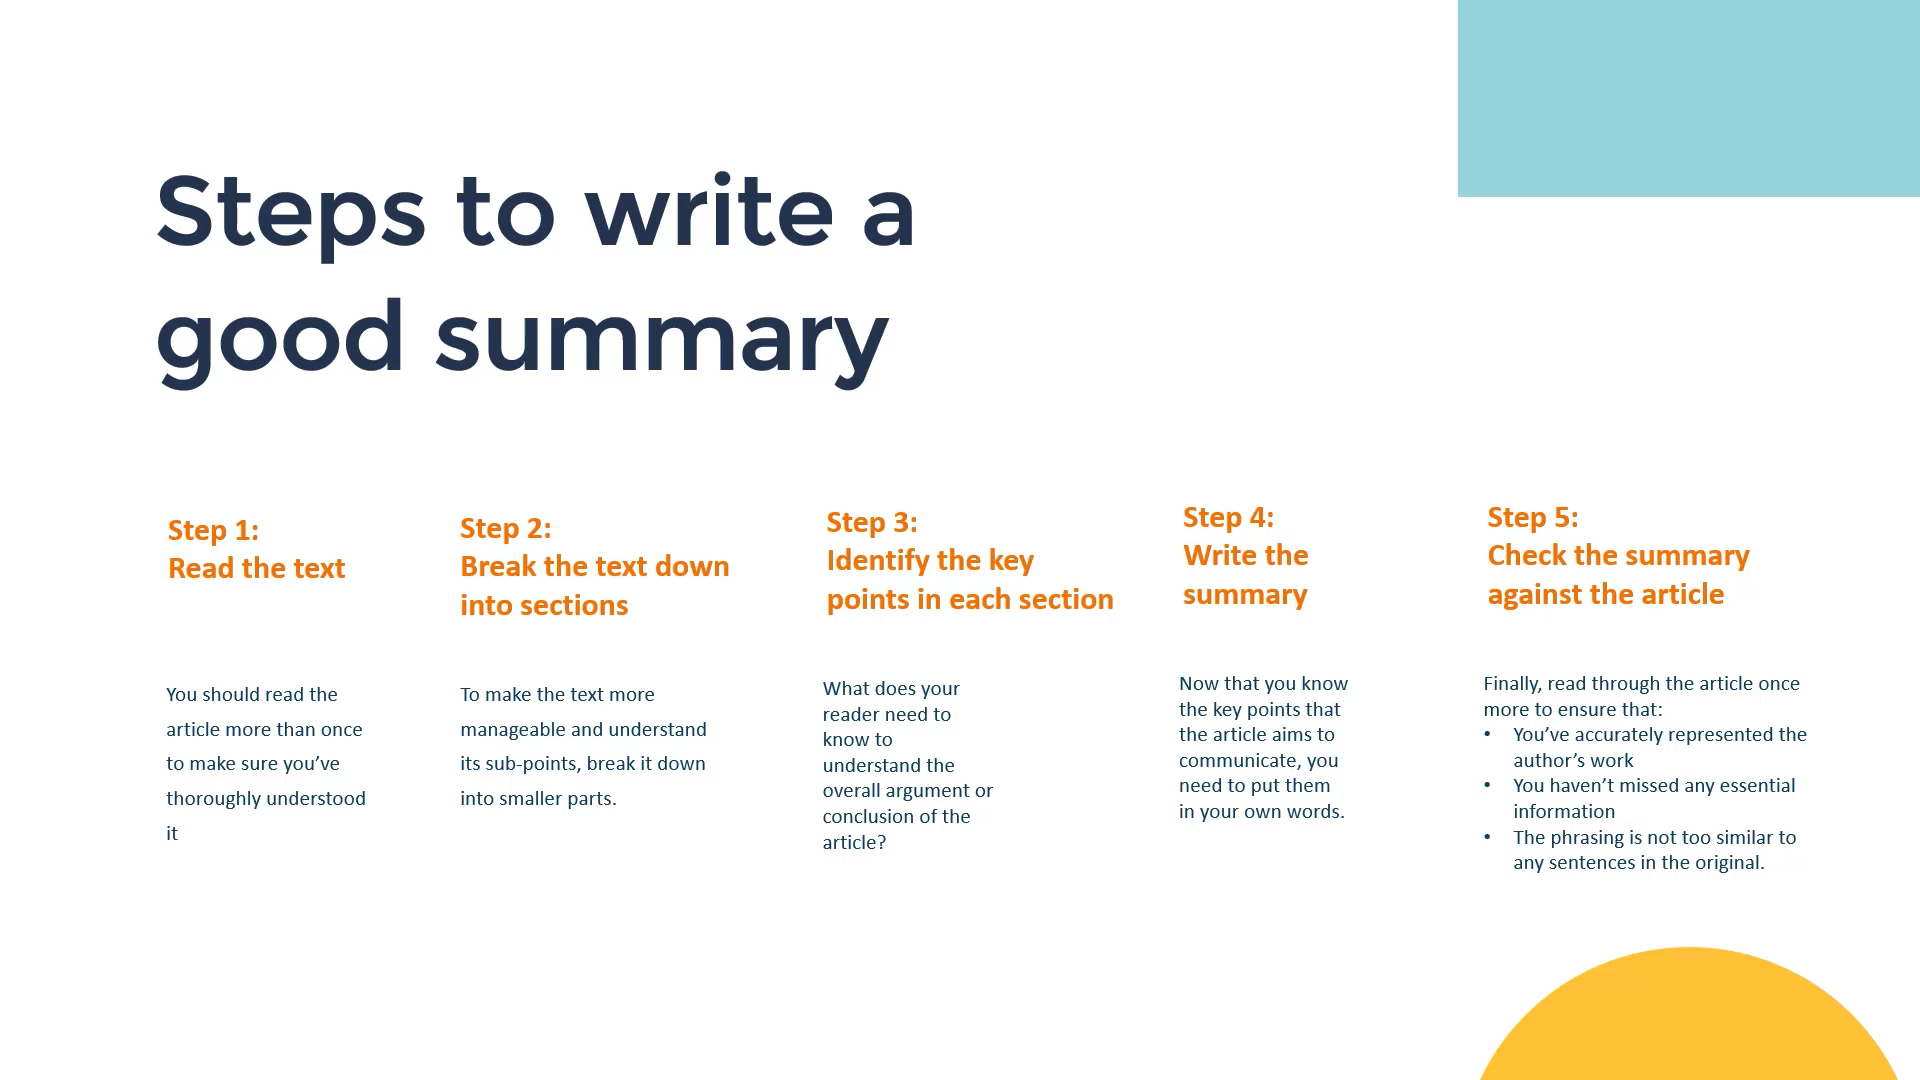 Steps to write a
good summary
Step 1:
Read the text
You should read the
article more than once
to make sure you’ve
thoroughly understood
it
Step 2:
Break the text down
into sections
To make the text more
manageable and understand
its sub-points, break it down
into smaller parts.
Step 3:
Identify the key
points in each section
What does your
reader need to
know to
understand the
overall argument or
conclusion of the
article?
Step 4:
Write the
summary
Now that you know
the key points that
the article aims to
communicate, you
need to put them
in your own words.
Step 5:
Check the summary
against the article
Finally, read through the article once
more to ensure that:
• You’ve accurately represented the
author’s work
• You haven’t missed any essential
information
• The phrasing is not too similar to
any sentences in the original.